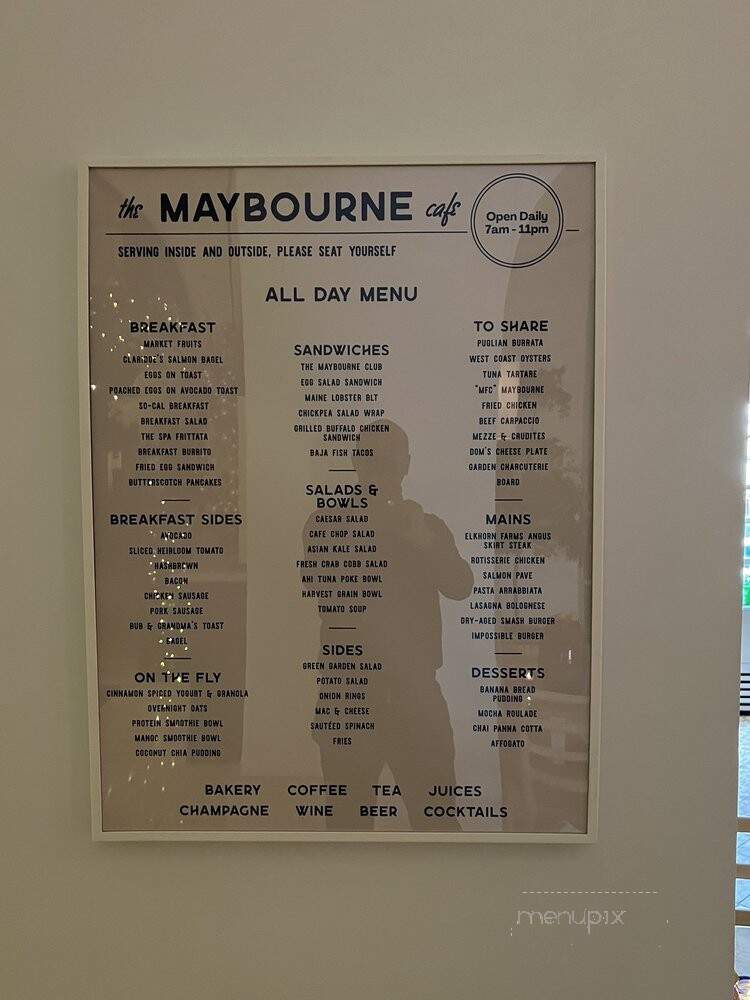 the MAYBOURNE cafe
Open Daily
7am - 11pm
SERVING INSIDE AND OUTSIDE, PLEASE SEAT YOURSELF
ALL DAY MENU
BREAKFAST
MARKET FRUITS
CLARIDGE'S SALMON BAGEL
EGGS ON TOAST
POACHED EGGS ON AVOCADO TOAST
SO-CAL BREAKFAST
BREAKFAST SALAD
THE SPA FRITTATA
BREAKFAST BURRITO
FRIED EGG SANDWICH
BUTTERSCOTCH PANCAKES
BREAKFAST SIDES
AVOCADO
SLICED HEIRLOOM TOMATO
HASHBROWN
BACON
CHICKEN SAUSAGE
PORK SAUSAGE
BUB & GRANDMA'S TOAST
BAGEL
ON THE FLY
CINNAMON SPICED YOGURT & GRANOLA
OVERNIGHT OATS
PROTEIN SMOOTHIE BOWL
MANGO SMOOTHIE BOWL
COCONUT CHIA PUDDING
SANDWICHES
THE MAYBOURNE CLUB
EGG SALAD SANDWICH
MAINE LOBSTER BLT
CHICKPEA SALAD WRAP
GRILLED BUFFALO CHICKEN
SANDWICH
BAJA FISH TACOS
SALADS &
BOWLS
CAESAR SALAD
CAFE CHOP SALAD
ASIAN KALE SALAD
FRESH CRAB COBB SALAD
AHI TUNA POKE BOWL
HARVEST GRAIN BOWL
TOMATO SOUP
SIDES
GREEN GARDEN SALAD
POTATO SALAD
ONION RINGS
MAC & CHEESE
SAUTÉED SPINACH
FRIES
TO SHARE
PUGLIAN BURRATA
WEST COAST OYSTERS
TUNA TARTARE
"MFC" MAYBOURNE
FRIED CHICKEN
BEEF CARPACCIO
MEZZE & CRUDITES
DOM'S CHEESE PLATE
GARDEN CHARCUTERIE
BOARD
MAINS
ELKHORN FARMS ANGUS
SKIRT STEAK
ROTISSERIE CHICKEN
SALMON PAVE
PASTA ARRABBIATA
LASAGNA BOLOGNESE
DRY-AGED SMASH BURGER
IMPOSSIBLE BURGER
DESSERTS
BANANA BREAD
PUDDING
MOCHA ROULADE
CHAI PANNA COTTA
AFFOGATO
BAKERY COFFEE TEA JUICES
CHAMPAGNE WINE BEER COCKTAILS
menupix